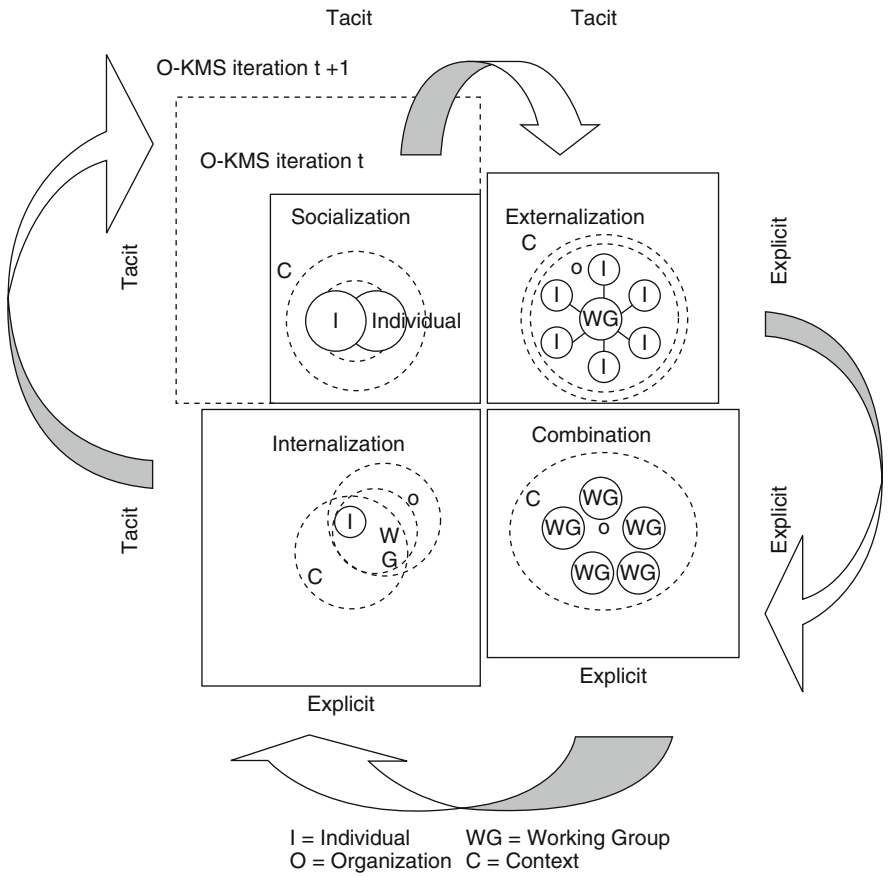 Tacit
Tacit
O-KMS iteration t +1
O-KMS iteration t
Socialization
C
I
Individual
Tacit
Externalization
C
o
I
I
I
WG
I
I
I
Explicit
Internalization
o
I
W
G
C
Tacit
Combination
C
WG
WG
o
WG
WG
WG
Explicit
Explicit
Explicit
I = Individual
WG = Working Group
O = Organization
C = Context